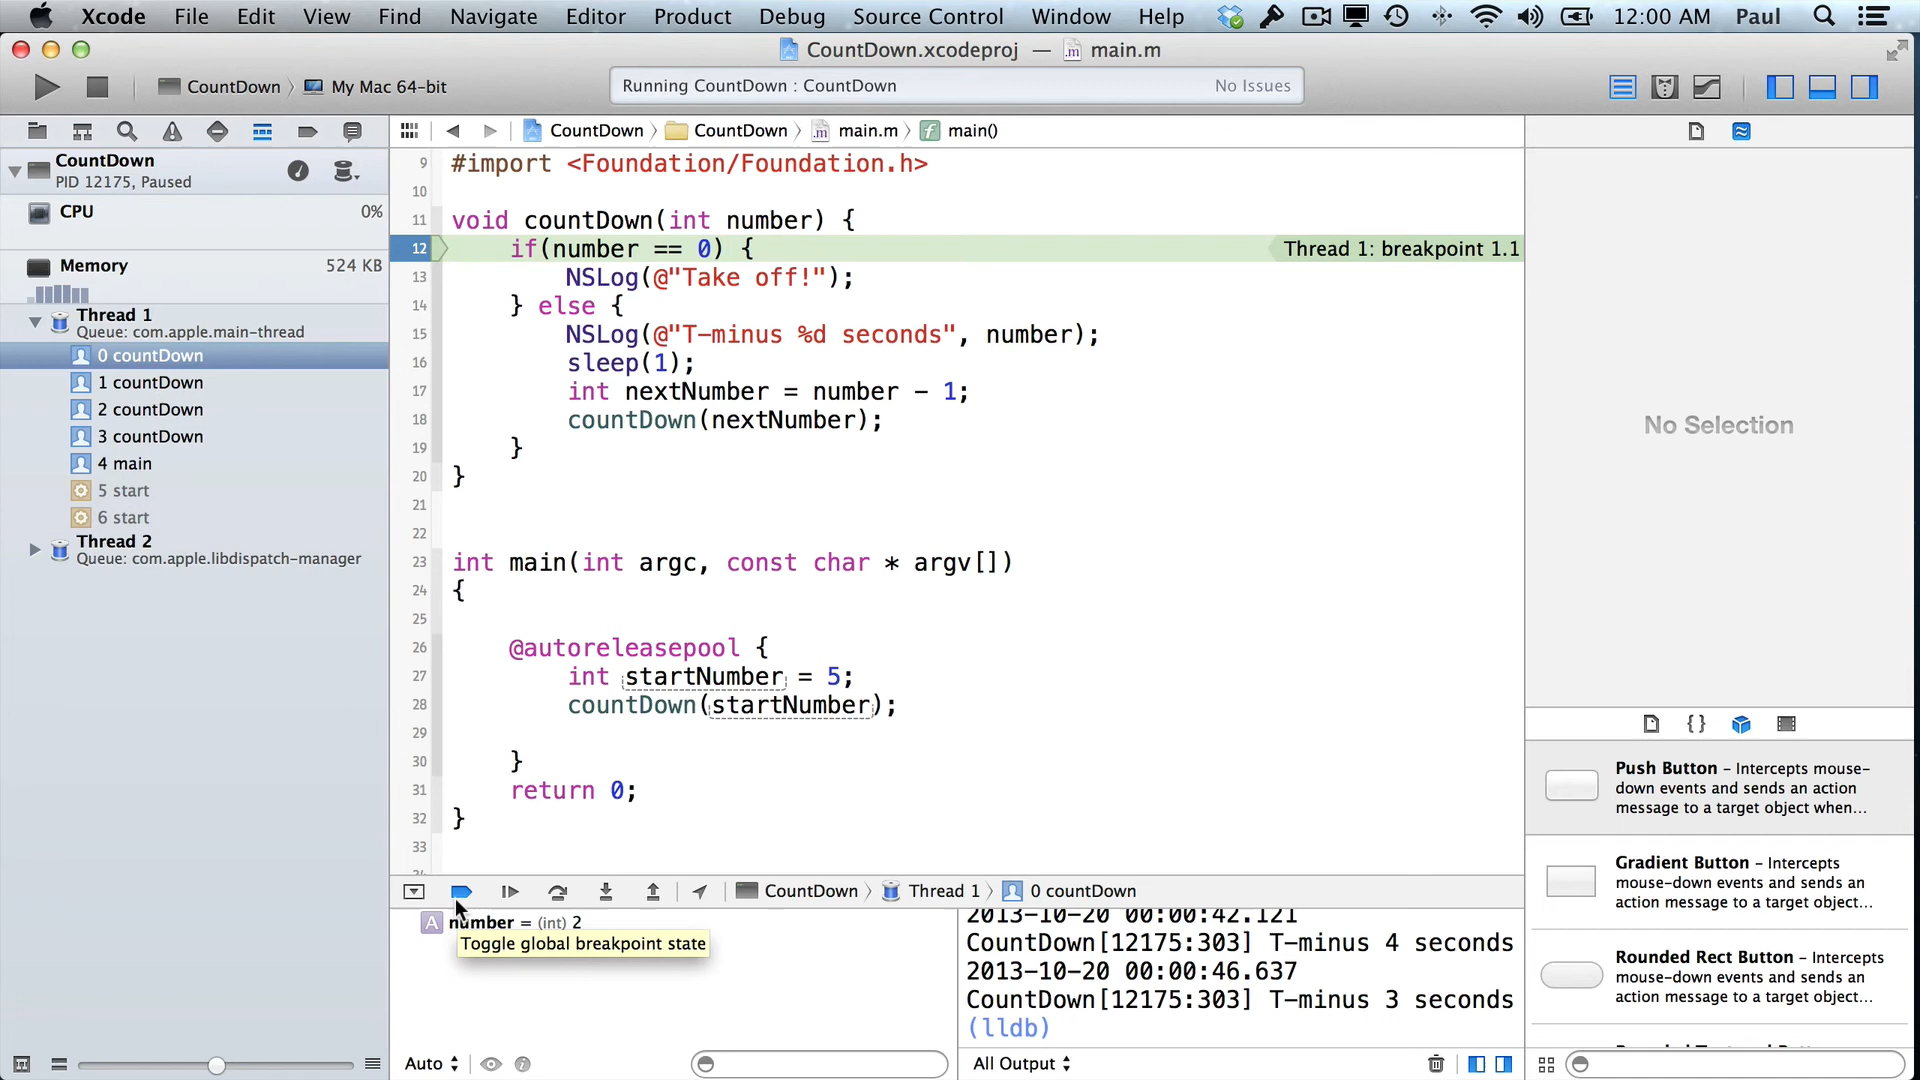 Xcode File Edit View Find Navigate Editor Product Debug Source Control Window Help 12:00 AM Paul
CountDown.xcodeproj — main.m
CountDown My Mac 64-bit
Running CountDown : CountDown No Issues
CountDown CountDown main.m main()
CountDown
PID 12175, Paused
CPU 0%
Memory 524 KB
Thread 1
Queue: com.apple.main-thread
0 countDown
1 countDown
2 countDown
3 countDown
4 main
5 start
6 start
Thread 2
Queue: com.apple.libdispatch-manager
9 #import <Foundation/Foundation.h>
10
11 void countDown(int number) {
12 if(number == 0) { Thread 1: breakpoint 1.1
13 NSLog(@"Take off!");
14 } else {
15 NSLog(@"T-minus %d seconds", number);
16 sleep(1);
17 int nextNumber = number - 1;
18 countDown(nextNumber);
19 }
20 }
21
22
23 int main(int argc, const char * argv[])
24 {
25
26 @autoreleasepool {
27 int startNumber = 5;
28 countDown(startNumber);
29
30 }
31 return 0;
32 }
33
CountDown Thread 1 0 countDown
A number = (int) 2
Toggle global breakpoint state
Auto
2013-10-20 00:00:42.121
CountDown[12175:303] T-minus 4 seconds
2013-10-20 00:00:46.637
CountDown[12175:303] T-minus 3 seconds
(lldb)
All Output
No Selection
{ }
Push Button – Intercepts mouse-
down events and sends an action
message to a target object when...
Gradient Button – Intercepts
mouse-down events and sends an
action message to a target object...
Rounded Rect Button – Intercepts
mouse-down events and sends an
action message to a target object...